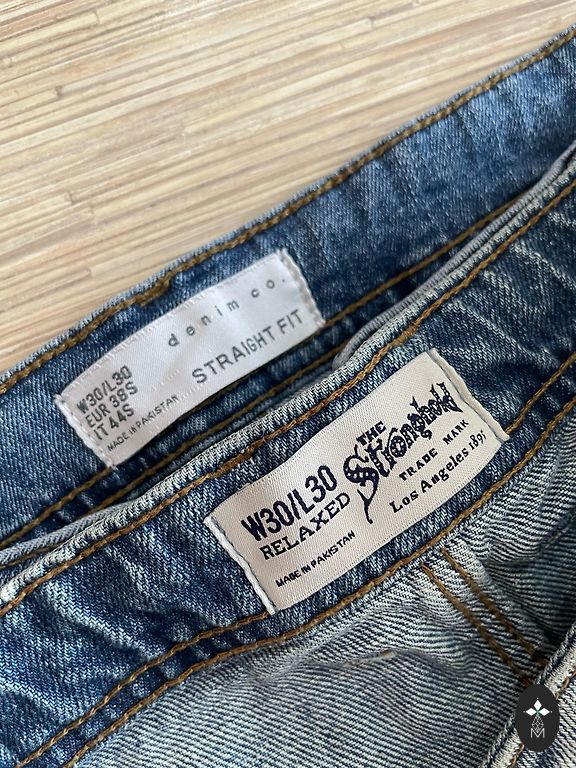 denim co.
STRAIGHT FIT
W30/L30
EUR 38S
IT 44S
MADE IN PAKISTAN
THE
Stronghold
TRADE MARK
Los Angeles 1895
W30/L30
RELAXED
MADE IN PAKISTAN
M